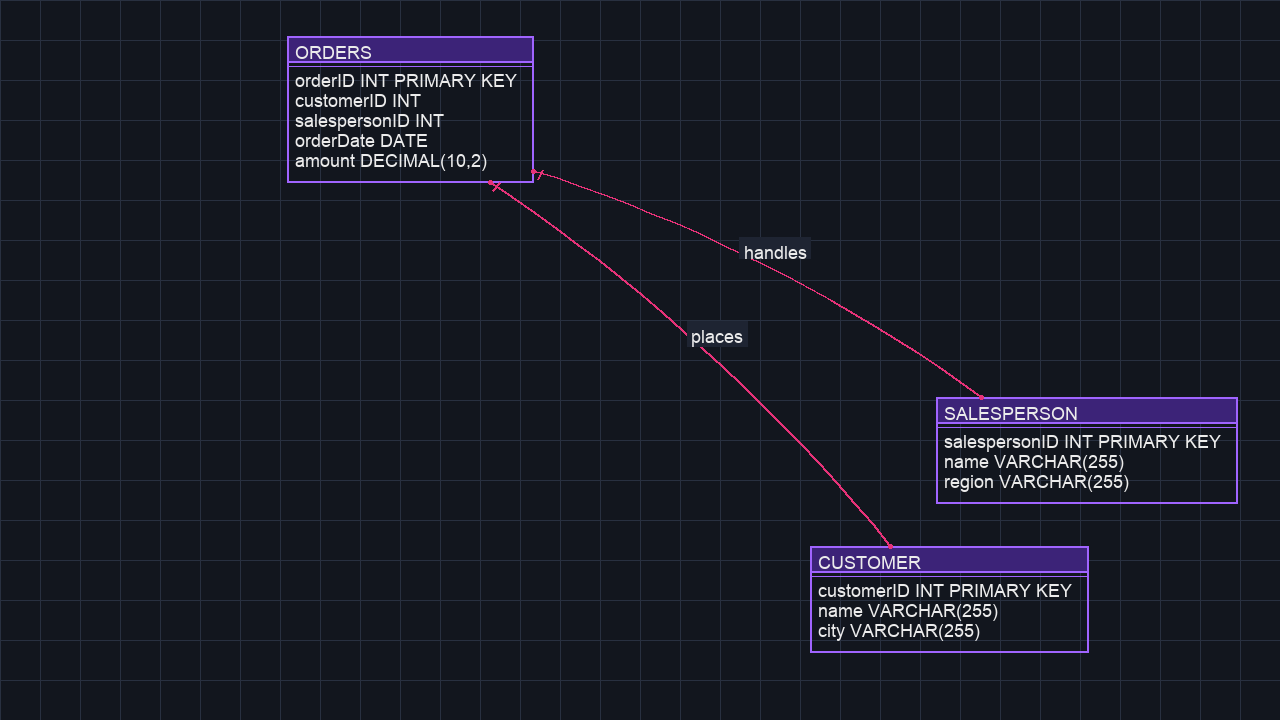 ORDERS
orderID INT PRIMARY KEY
customerID INT
salespersonID INT
orderDate DATE
amount DECIMAL(10,2)
handles
places
SALESPERSON
salespersonID INT PRIMARY KEY
name VARCHAR(255)
region VARCHAR(255)
CUSTOMER
customerID INT PRIMARY KEY
name VARCHAR(255)
city VARCHAR(255)